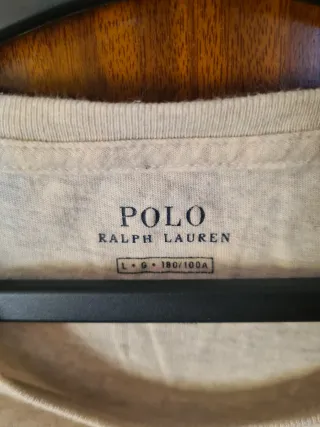 POLO
RALPH LAUREN
L • G • 180/100A